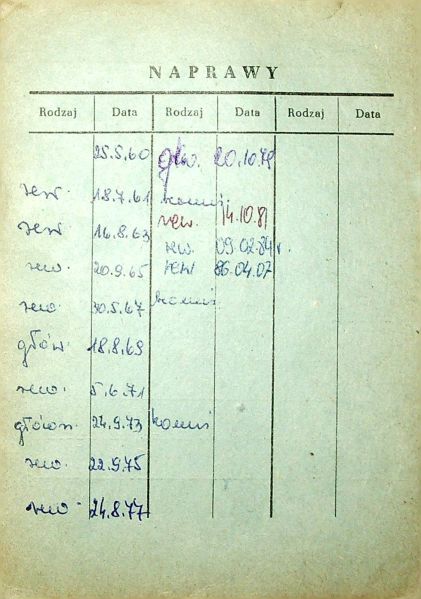 NAPRAWY
Rodzaj Data Rodzaj Data Rodzaj Data
25.5.60 głw. 20.10.79
rew. 18.7.61 komis.
rew. 14.10.81
rew. 16.8.63
rew. 09.02.84 r.
rew. 20.9.65 rew 86.04.07
rew. 30.5.67 komis
głów. 18.8.69
rew. 5.6.71
główn. 24.9.73 komis
rew. 22.9.75
rew. 24.8.77